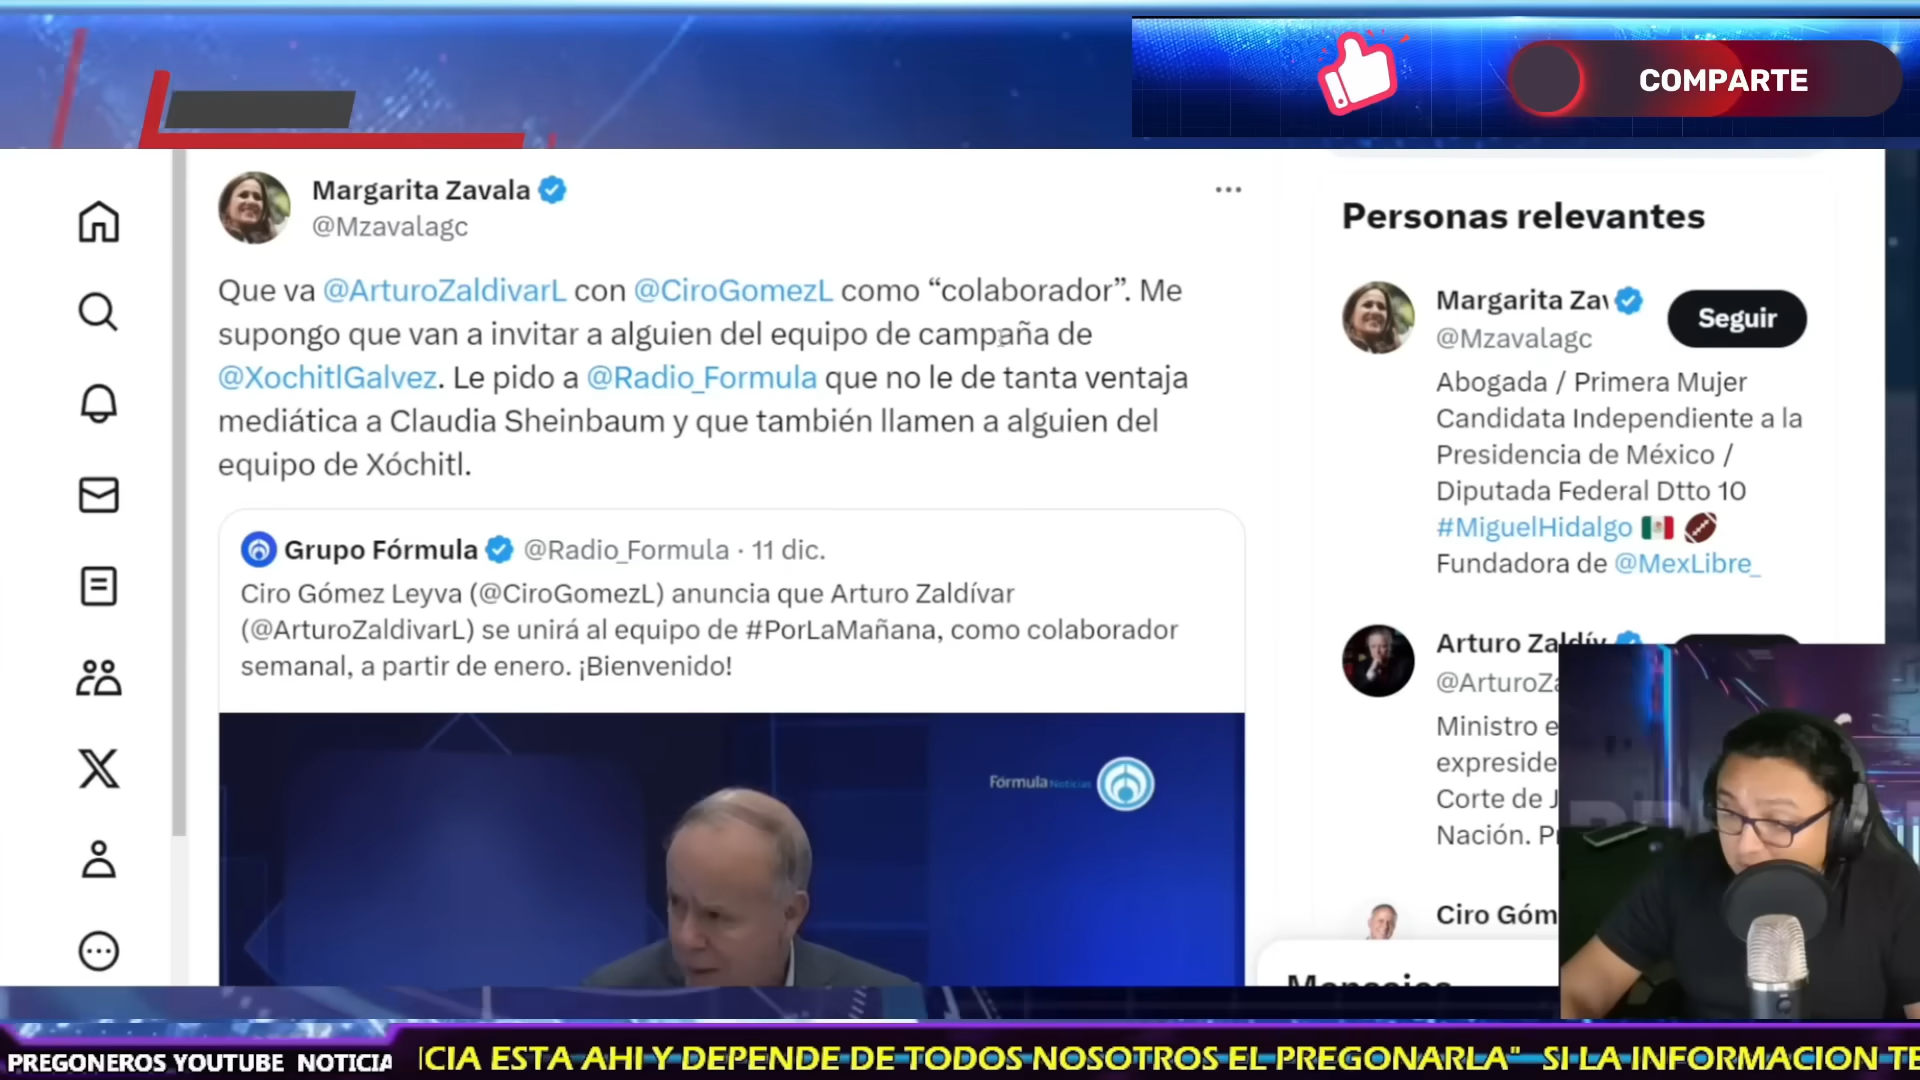 COMPARTE
Margarita Zavala
@Mzavalagc
Que va @ArturoZaldivarL con @CiroGomezL como “colaborador”. Me
supongo que van a invitar a alguien del equipo de campaña de
@XochitlGalvez. Le pido a @Radio_Formula que no le de tanta ventaja
mediática a Claudia Sheinbaum y que también llamen a alguien del
equipo de Xóchitl.
Grupo Fórmula @Radio_Formula · 11 dic.
Ciro Gómez Leyva (@CiroGomezL) anuncia que Arturo Zaldívar
(@ArturoZaldivarL) se unirá al equipo de #PorLaMañana, como colaborador
semanal, a partir de enero. ¡Bienvenido!
Fórmula Noticias
Personas relevantes
Margarita Zav
@Mzavalagc
Seguir
Abogada / Primera Mujer
Candidata Independiente a la
Presidencia de México /
Diputada Federal Dtto 10
#MiguelHidalgo
Fundadora de @MexLibre_
Arturo Zaldív
@ArturoZa
Ministro e
expreside
Corte de J
Nación. P
Ciro Góm
Mensajes
PREGONEROS YOUTUBE NOTICIA
ICIA ESTA AHI Y DEPENDE DE TODOS NOSOTROS EL PREGONARLA" SI LA INFORMACION TE